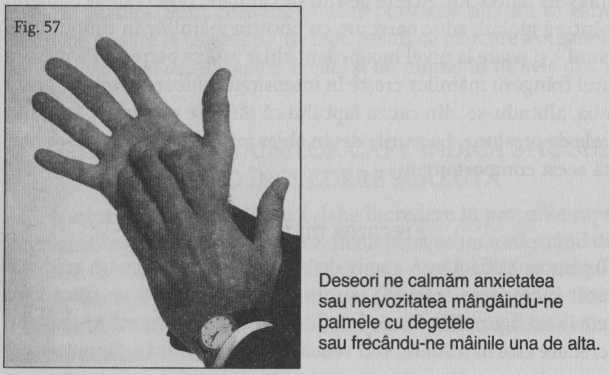 Fig. 57
Deseori ne calmăm anxietatea
sau nervozitatea mângâindu-ne
palmele cu degetele
sau frecându-ne mâinile una de alta.